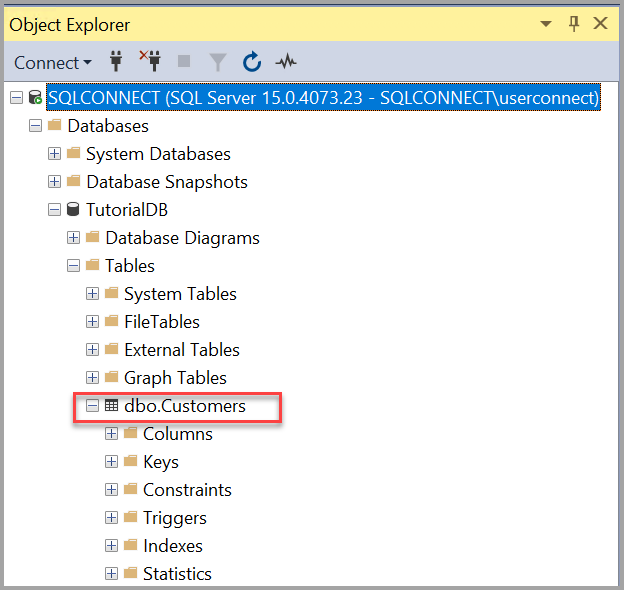 Object Explorer
Connect
SQLCONNECT (SQL Server 15.0.4073.23 - SQLCONNECT\userconnect)
Databases
System Databases
Database Snapshots
TutorialDB
Database Diagrams
Tables
System Tables
FileTables
External Tables
Graph Tables
dbo.Customers
Columns
Keys
Constraints
Triggers
Indexes
Statistics